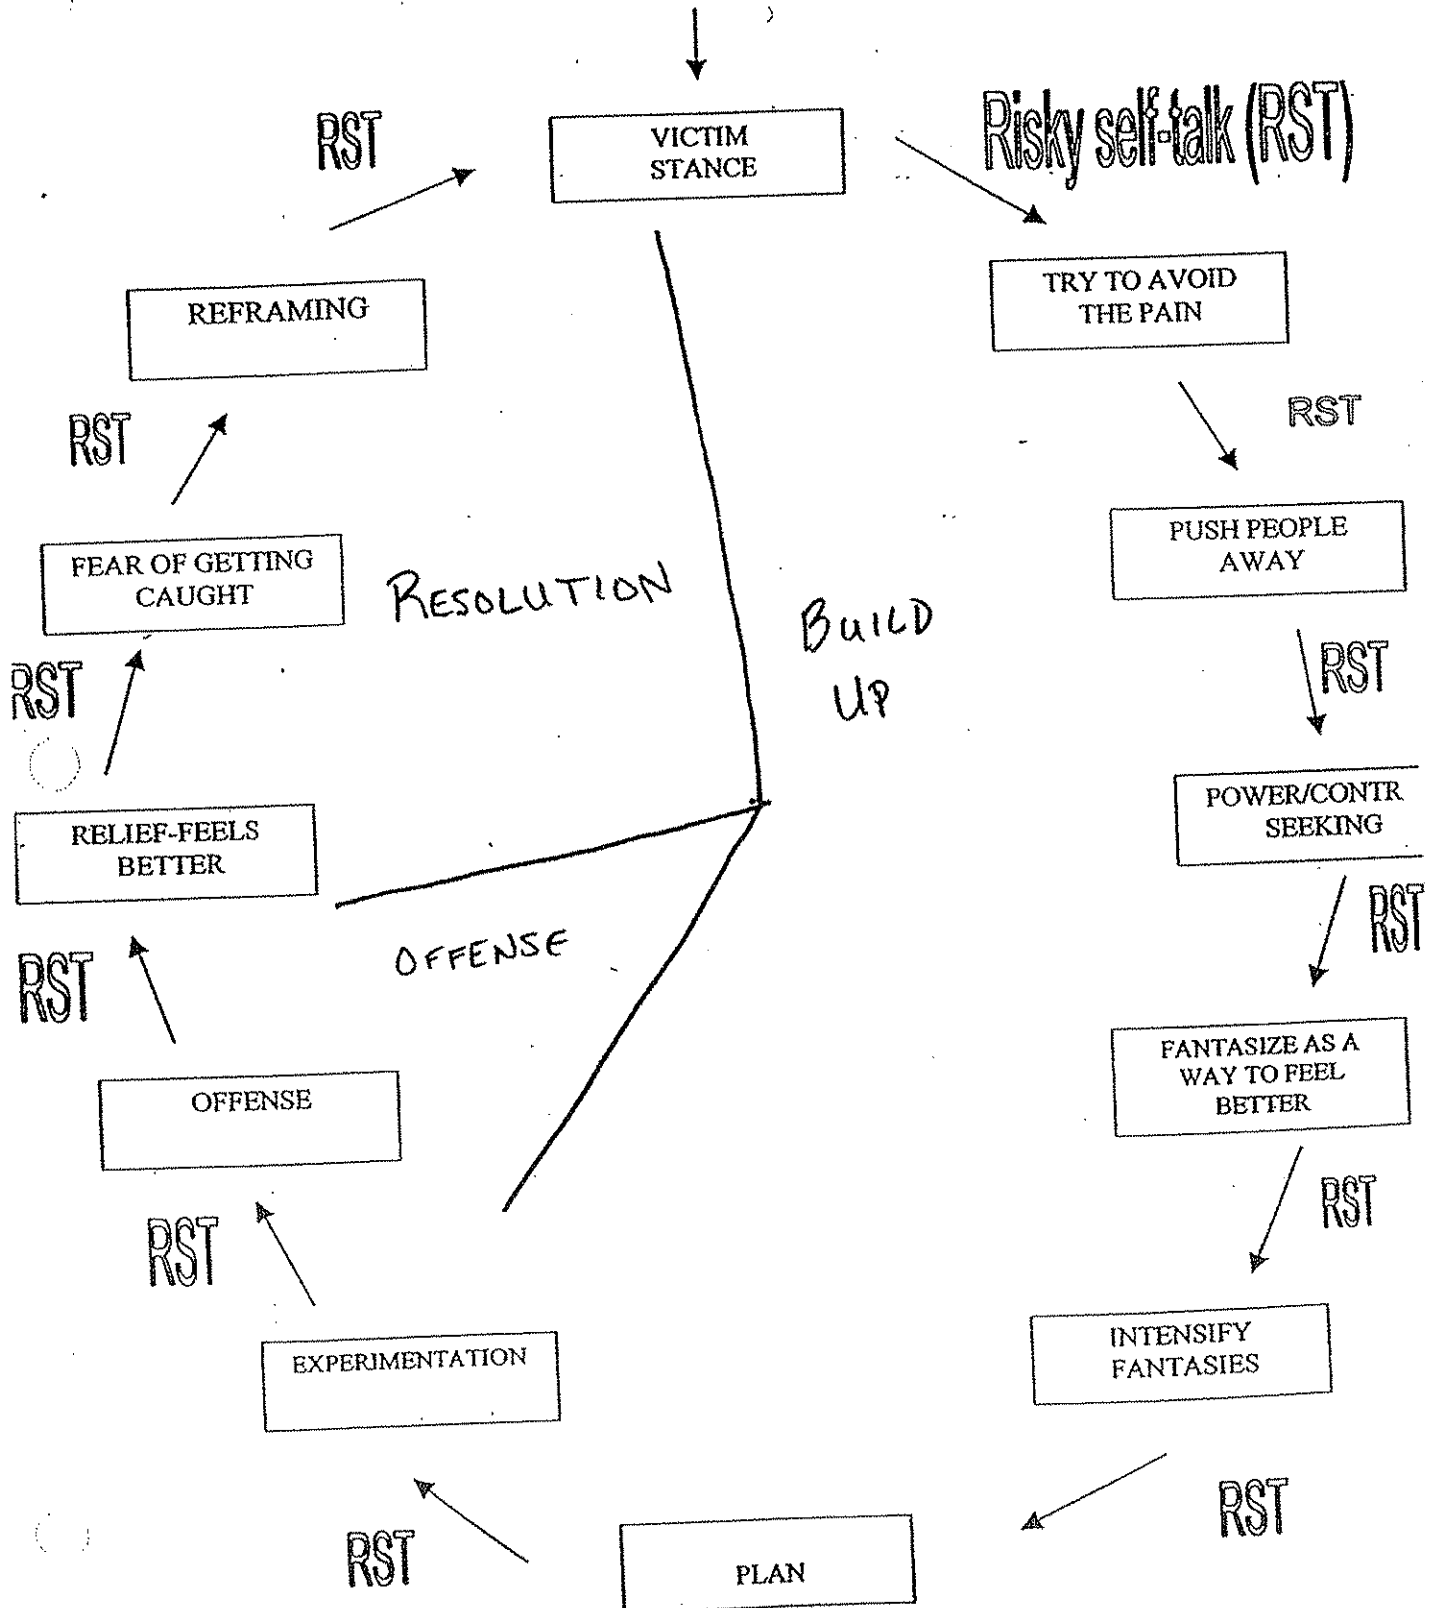 RST
VICTIM
STANCE
Risky self-talk (RST)
REFRAMING
TRY TO AVOID
THE PAIN
RST
RST
FEAR OF GETTING
CAUGHT
RESOLUTION
PUSH PEOPLE
AWAY
BUILD
UP
RST
RST
RELIEF-FEELS
BETTER
POWER/CONTR
SEEKING
RST
OFFENSE
RST
OFFENSE
FANTASIZE AS A
WAY TO FEEL
BETTER
RST
RST
EXPERIMENTATION
INTENSIFY
FANTASIES
RST
RST
PLAN